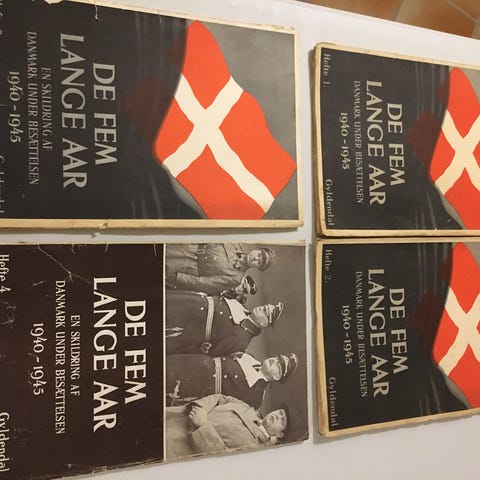 DE FEM
LANGE AAR
EN SKILDRING AF
DANMARK UNDER BESÆTTELSEN
1940-1945
Gyldendal
Hefte 1.
DE FEM
LANGE AAR
DANMARK UNDER BESÆTTELSEN
1940-1945
Gyldendal
Hefte 4.
DE FEM
LANGE AAR
EN SKILDRING AF
DANMARK UNDER BESÆTTELSEN
1940-1945
Gyldendal
Hefte 2.
DE FEM
LANGE AAR
DANMARK UNDER BESÆTTELSEN
1940-1945
Gyldendal